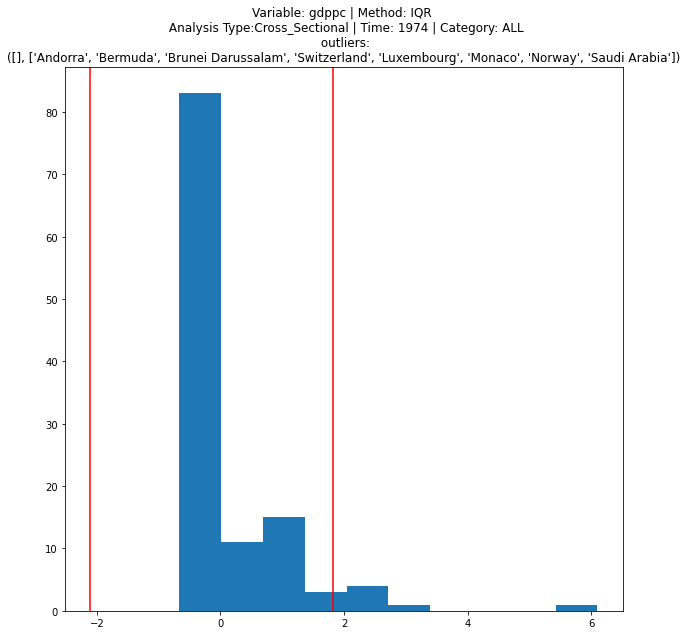 Variable: gdppc | Method: IQR
Analysis Type:Cross_Sectional | Time: 1974 | Category: ALL
outliers:
([], ['Andorra', 'Bermuda', 'Brunei Darussalam', 'Switzerland', 'Luxembourg', 'Monaco', 'Norway', 'Saudi Arabia'])
80
70
60
50
40
30
20
10
0
−2 0 2 4 6